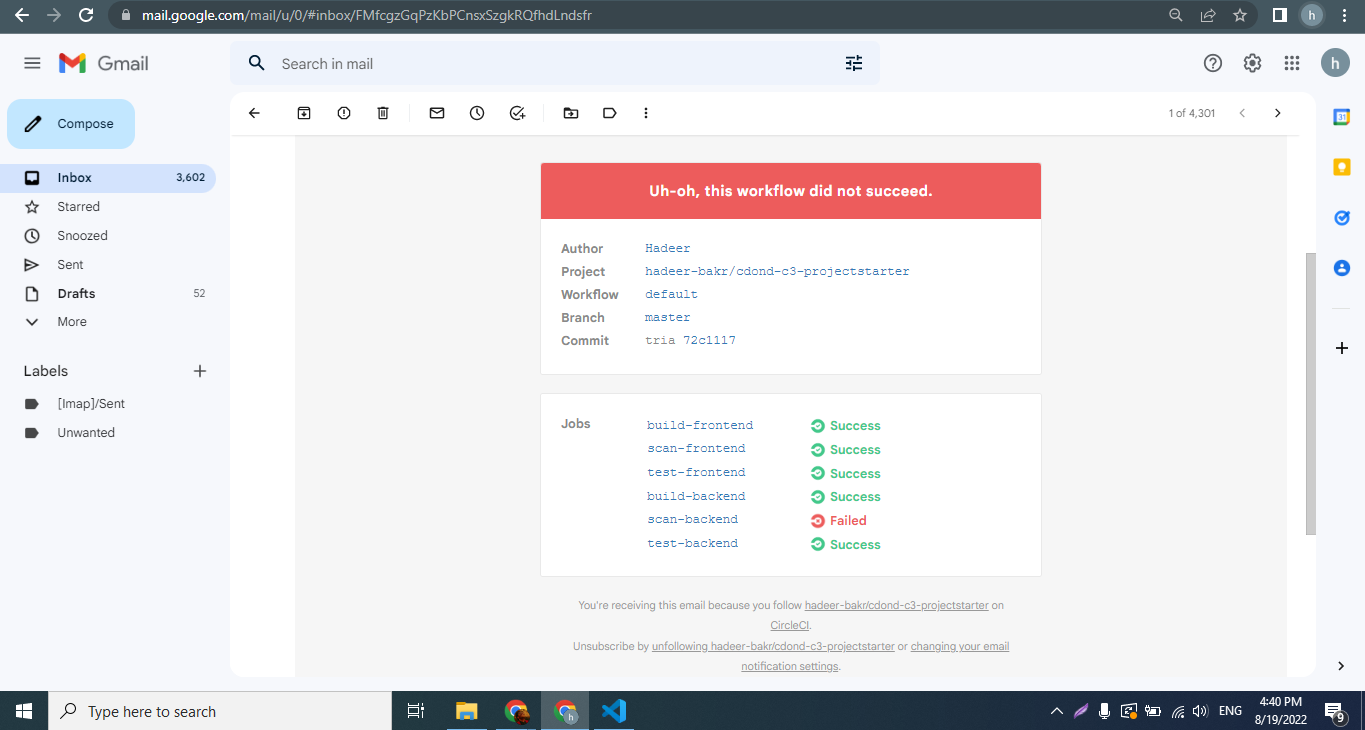 mail.google.com/mail/u/0/#inbox/FMfcgzGqPzKbPCnsxSzgkRQfhdLndsfr
h
Gmail
Search in mail
h
Compose
1 of 4,301
31
Inbox 3,602
Starred
Snoozed
Sent
Drafts 52
More
Labels
[Imap]/Sent
Unwanted
Uh-oh, this workflow did not succeed.
Author Hadeer
Project hadeer-bakr/cdond-c3-projectstarter
Workflow default
Branch master
Commit tria 72c1117
Jobs build-frontend Success
scan-frontend Success
test-frontend Success
build-backend Success
scan-backend Failed
test-backend Success
You're receiving this email because you follow hadeer-bakr/cdond-c3-projectstarter on
CircleCI.
Unsubscribe by unfollowing hadeer-bakr/cdond-c3-projectstarter or changing your email
notification settings.
Type here to search
h
ENG
4:40 PM
8/19/2022
9